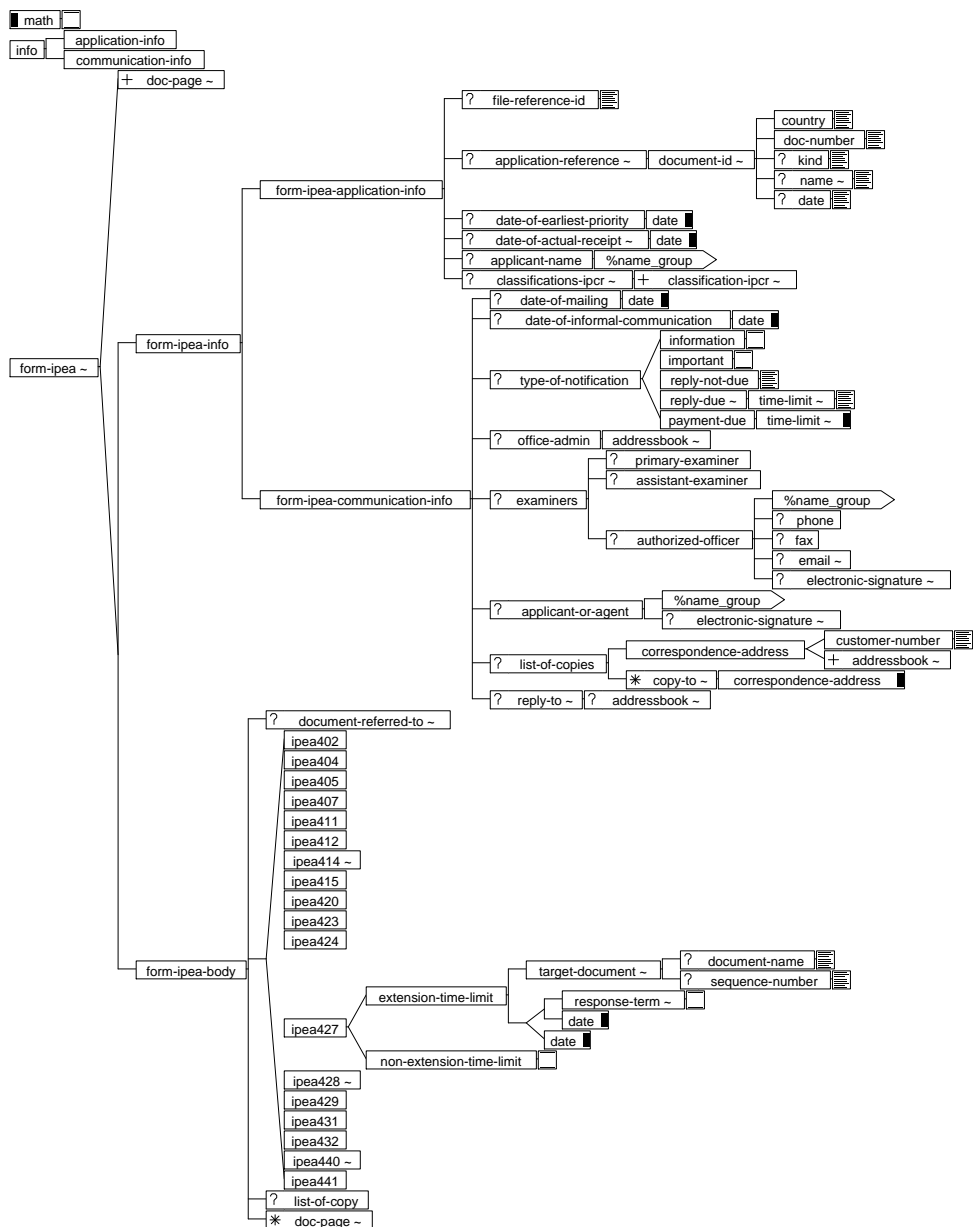 math
info
application-info
communication-info
+ doc-page ~
? file-reference-id
country
doc-number
? application-reference ~ document-id ~ ? kind
? name ~
form-ipea-application-info
? date
? date-of-earliest-priority date
? date-of-actual-receipt ~ date
? applicant-name %name_group
? classifications-ipcr ~ + classification-ipcr ~
? date-of-mailing date
? date-of-informal-communication date
form-ipea-info
information
important
form-ipea ~
? type-of-notification reply-not-due
reply-due ~ time-limit ~
payment-due time-limit ~
? office-admin addressbook ~
? primary-examiner
? assistant-examiner
form-ipea-communication-info ? examiners %name_group
? phone
? authorized-officer ? fax
? email ~
? electronic-signature ~
%name_group
? applicant-or-agent
? electronic-signature ~
customer-number
correspondence-address
+ addressbook ~
? list-of-copies
* copy-to ~ correspondence-address
? reply-to ~ ? addressbook ~
? document-referred-to ~
ipea402
ipea404
ipea405
ipea407
ipea411
ipea412
ipea414 ~
ipea415
ipea420
ipea423
ipea424
? document-name
form-ipea-body target-document ~
? sequence-number
extension-time-limit
response-term ~
date
ipea427
date
non-extension-time-limit
ipea428 ~
ipea429
ipea431
ipea432
ipea440 ~
ipea441
? list-of-copy
* doc-page ~